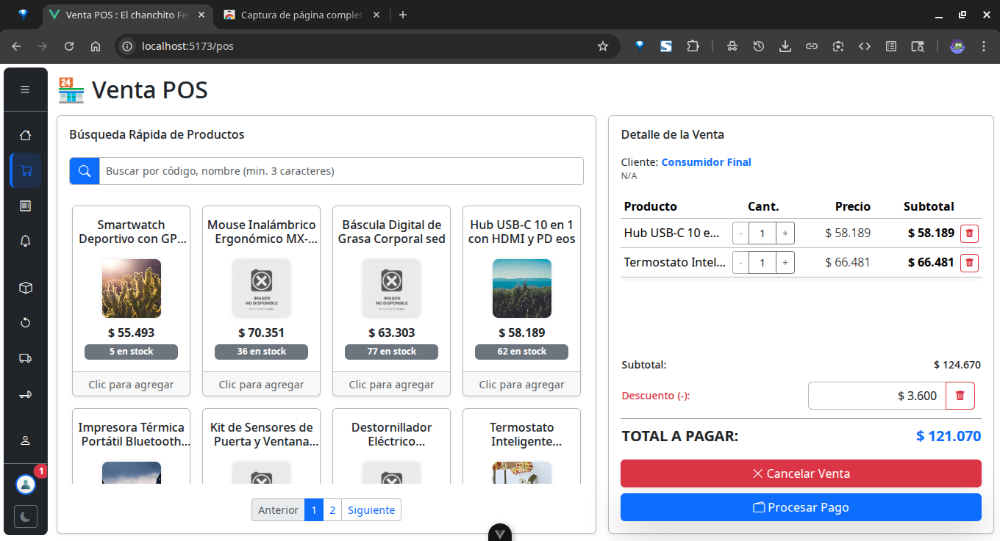 Venta POS : El chanchito Fe
Captura de página complet
localhost:5173/pos
24
Venta POS
Búsqueda Rápida de Productos
Buscar por código, nombre (min. 3 caracteres)
Smartwatch
Deportivo con GP...
$ 55.493
5 en stock
Clic para agregar
Mouse Inalámbrico
Ergonómico MX-...
IMAGEN
NO DISPONIBLE
$ 70.351
36 en stock
Clic para agregar
Báscula Digital de
Grasa Corporal sed
IMAGEN
NO DISPONIBLE
$ 63.303
77 en stock
Clic para agregar
Hub USB-C 10 en 1
con HDMI y PD eos
$ 58.189
62 en stock
Clic para agregar
Impresora Térmica
Portátil Bluetooth...
Kit de Sensores de
Puerta y Ventana...
Destornillador
Eléctrico...
Termostato
Inteligente...
Anterior 1 2 Siguiente
Detalle de la Venta
Cliente: Consumidor Final
N/A
Producto Cant. Precio Subtotal
Hub USB-C 10 e... - 1 + $ 58.189 $ 58.189
Termostato Intel... - 1 + $ 66.481 $ 66.481
Subtotal: $ 124.670
Descuento (-): $ 3.600
TOTAL A PAGAR: $ 121.070
Cancelar Venta
Procesar Pago
1